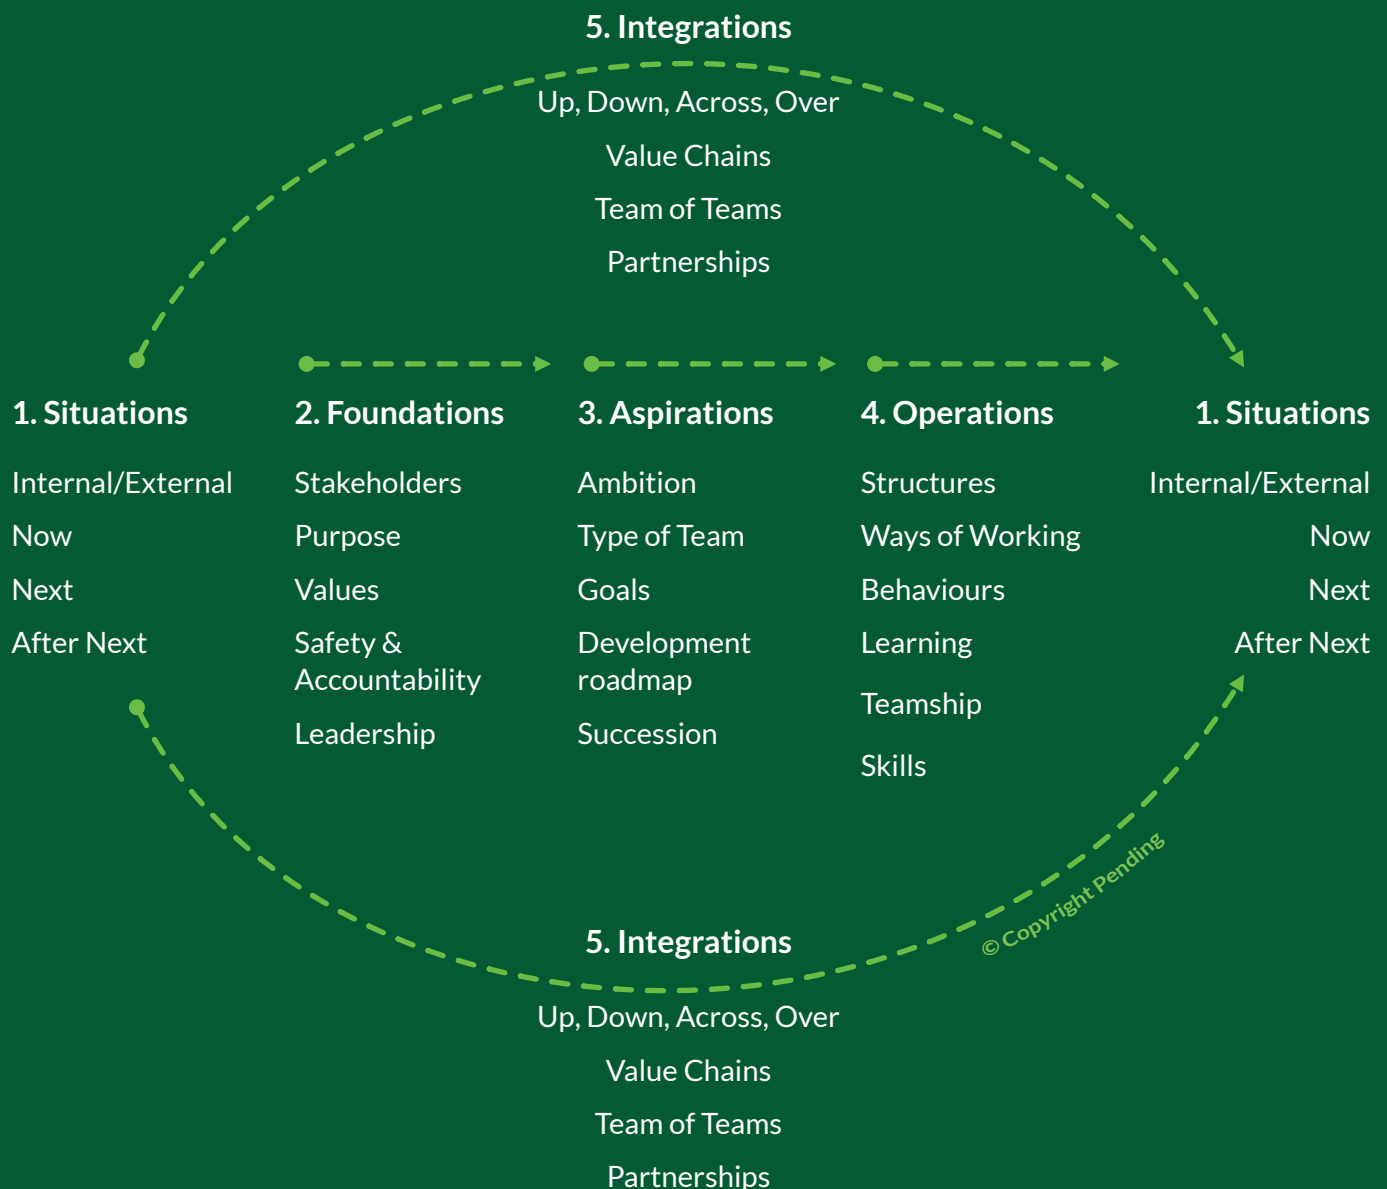 5. Integrations
Up, Down, Across, Over
Value Chains
Team of Teams
Partnerships
1. Situations
Internal/External
Now
Next
After Next
2. Foundations
Stakeholders
Purpose
Values
Safety &
Accountability
Leadership
3. Aspirations
Ambition
Type of Team
Goals
Development
roadmap
Succession
4. Operations
Structures
Ways of Working
Behaviours
Learning
Teamship
Skills
1. Situations
Internal/External
Now
Next
After Next
© Copyright Pending
5. Integrations
Up, Down, Across, Over
Value Chains
Team of Teams
Partnerships